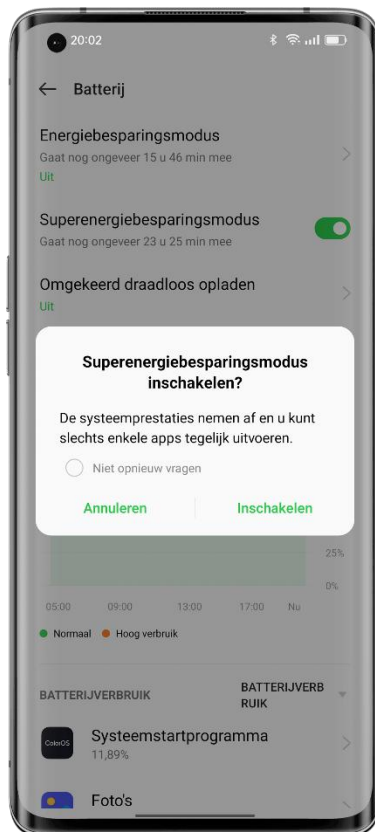 20:02
Batterij
Energiebesparingsmodus
Gaat nog ongeveer 15 u 46 min mee
Uit
Superenergiebesparingsmodus
Gaat nog ongeveer 23 u 25 min mee
Omgekeerd draadloos opladen
Uit
Superenergiebesparingsmodus
inschakelen?
De systeemprestaties nemen af en u kunt
slechts enkele apps tegelijk uitvoeren.
Niet opnieuw vragen
Annuleren Inschakelen
25%
0%
05:00 09:00 13:00 17:00 Nu
Normaal Hoog verbruik
BATTERIJVERBRUIK
BATTERIJVERB
RUIK
ColorOS
Systeemstartprogramma
11,89%
Foto's